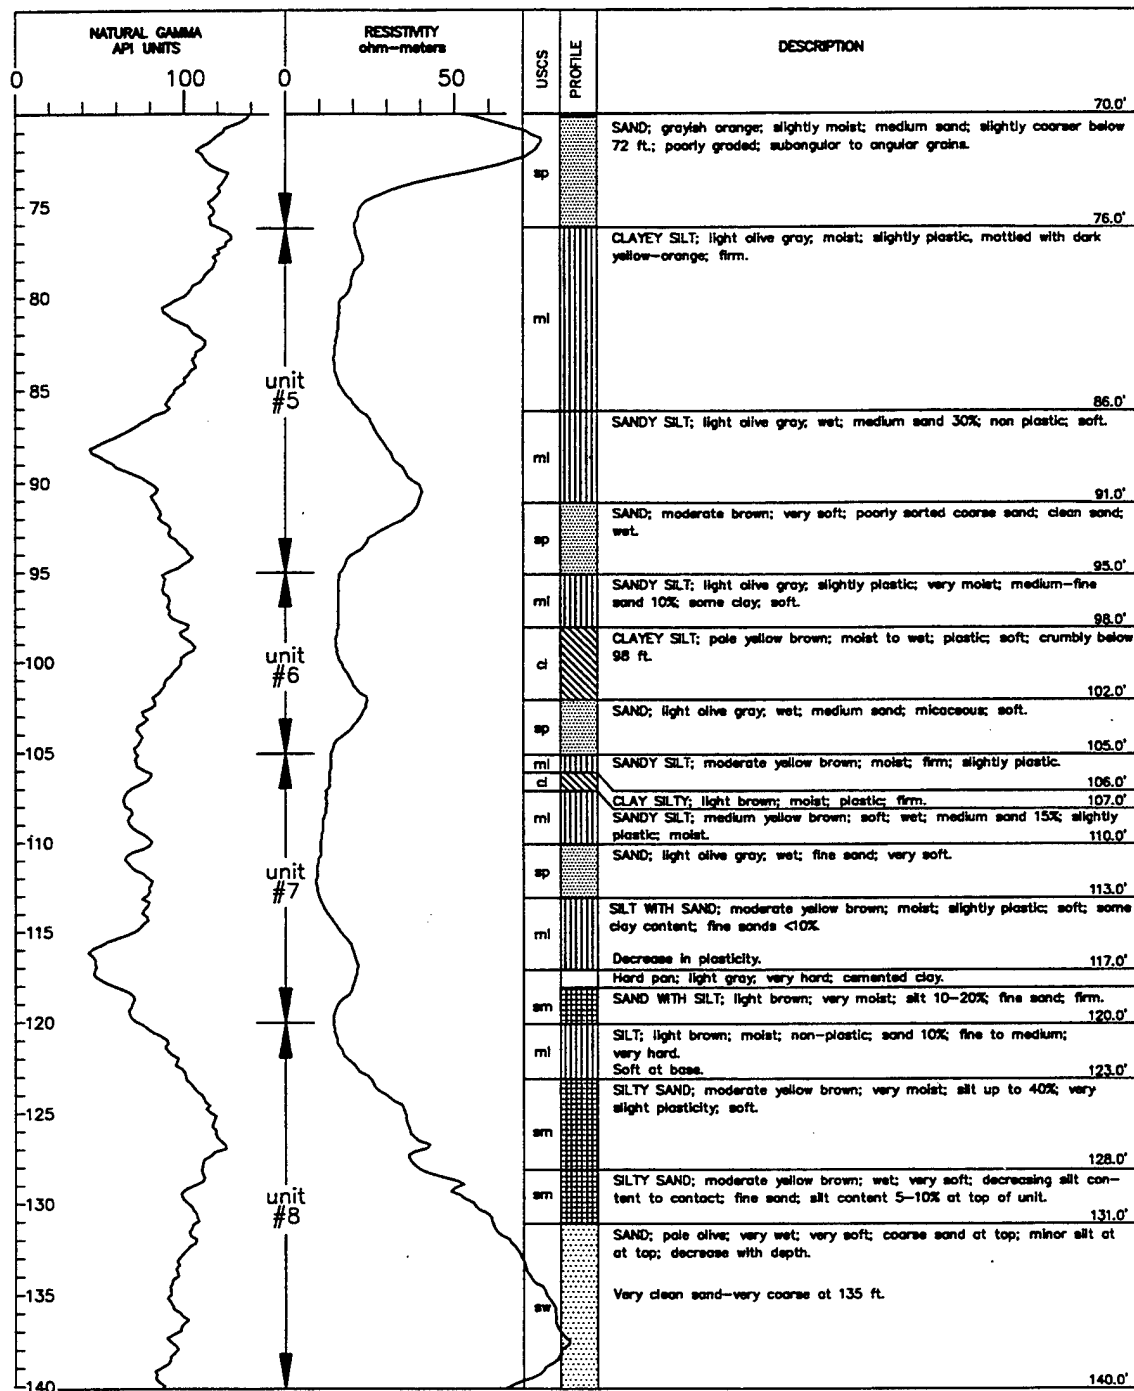 NATURAL GAMMA
API UNITS
RESISTIVITY
ohm-meters
USCS
PROFILE
DESCRIPTION
0
100
0
50
70.0'
sp
SAND; grayish orange; slightly moist; medium sand; slightly coarser below
72 ft.; poorly graded; subangular to angular grains.
-75
76.0'
ml
CLAYEY SILT; light olive gray; moist; slightly plastic, mottled with dark
yellow-orange; firm.
-80
-85
unit
#5
86.0'
ml
SANDY SILT; light olive gray; wet; medium sand 30%; non plastic; soft.
-90
91.0'
sp
SAND; moderate brown; very soft; poorly sorted coarse sand; clean sand;
wet.
-95
95.0'
ml
SANDY SILT; light olive gray; slightly plastic; very moist; medium-fine
sand 10%; some clay; soft.
98.0'
cl
CLAYEY SILT; pale yellow brown; moist to wet; plastic; soft; crumbly below
98 ft.
-100
unit
#6
102.0'
sp
SAND; light olive gray; wet; medium sand; micaceous; soft.
-105
105.0'
ml
SANDY SILT; moderate yellow brown; moist; firm; slightly plastic.
106.0'
cl
CLAY SILTY; light brown; moist; plastic; firm.
107.0'
ml
SANDY SILT; medium yellow brown; soft; wet; medium sand 15%; slightly
plastic; moist.
110.0'
-110
sp
SAND; light olive gray; wet; fine sand; very soft.
unit
#7
113.0'
ml
SILT WITH SAND; moderate yellow brown; moist; slightly plastic; soft; some
clay content; fine sands <10%.
-115
Decrease in plasticity.
117.0'
Hard pan; light gray; very hard; cemented clay.
sm
SAND WITH SILT; light brown; very moist; silt 10-20%; fine sand; firm.
-120
120.0'
ml
SILT; light brown; moist; non-plastic; sand 10%; fine to medium;
very hard.
Soft at base.
123.0'
sm
SILTY SAND; moderate yellow brown; very moist; silt up to 40%; very
slight plasticity; soft.
-125
128.0'
sm
SILTY SAND; moderate yellow brown; wet; very soft; decreasing silt con-
tent to contact; fine sand; silt content 5-10% at top of unit.
-130
unit
#8
131.0'
SAND; pale olive; very wet; very soft; coarse sand at top; minor silt at
at top; decrease with depth.
-135
sw
Very clean sand-very coarse at 135 ft.
-140
140.0'